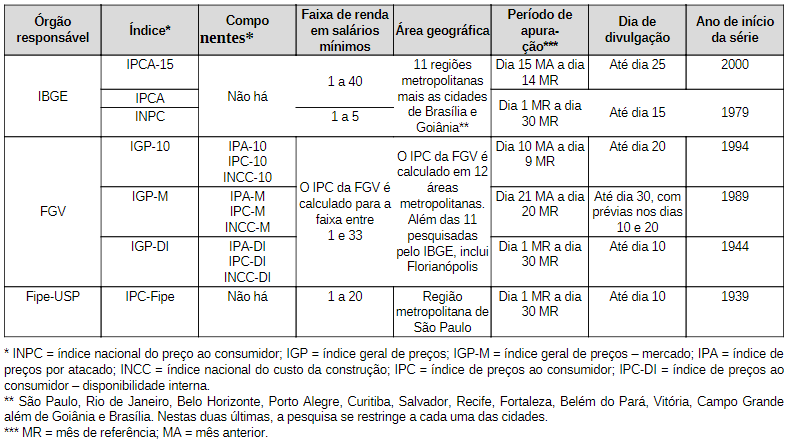 Órgão responsável
Índice*
Compo
nentes*
Faixa de renda em salários mínimos
Área geográfica
Período de apura-
ção***
Dia de divulgação
Ano de início da série
IBGE
IPCA-15
Não há
1 a 40
11 regiões metropolitanas mais as cidades de Brasília e Goiânia**
Dia 15 MA a dia 14 MR
Até dia 25
2000
IPCA
Dia 1 MR a dia 30 MR
Até dia 15
1979
INPC
1 a 5
FGV
IGP-10
IPA-10
IPC-10
INCC-10
O IPC da FGV é calculado para a faixa entre
1 e 33
O IPC da FGV é calculado em 12 áreas metropolitanas. Além das 11 pesquisadas pelo IBGE, inclui Florianópolis
Dia 10 MA a dia 9 MR
Até dia 20
1994
IGP-M
IPA-M
IPC-M
INCC-M
Dia 21 MA a dia 20 MR
Até dia 30, com prévias nos dias 10 e 20
1989
IGP-DI
IPA-DI
IPC-DI
INCC-DI
Dia 1 MR a dia 30 MR
Até dia 10
1944
Fipe-USP
IPC-Fipe
Não há
1 a 20
Região metropolitana de São Paulo
Dia 1 MR a dia 30 MR
Até dia 10
1939
* INPC = índice nacional do preço ao consumidor; IGP = índice geral de preços; IGP-M = índice geral de preços – mercado; IPA = índice de
preços por atacado; INCC = índice nacional do custo da construção; IPC = índice de preços ao consumidor; IPC-DI = índice de preços ao
consumidor – disponibilidade interna.
** São Paulo, Rio de Janeiro, Belo Horizonte, Porto Alegre, Curitiba, Salvador, Recife, Fortaleza, Belém do Pará, Vitória, Campo Grande
além de Goiânia e Brasília. Nestas duas últimas, a pesquisa se restringe a cada uma das cidades.
*** MR = mês de referência; MA = mês anterior.